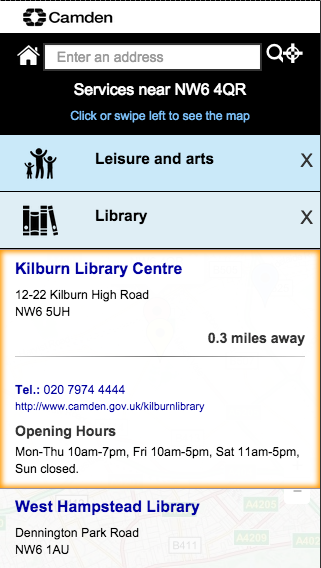 Camden
Enter an address
Services near NW6 4QR
Click or swipe left to see the map
Leisure and arts X
Library X
Kilburn Library Centre
12-22 Kilburn High Road
NW6 5UH
0.3 miles away
Tel.: 020 7974 4444
http://www.camden.gov.uk/kilburnlibrary
Opening Hours
Mon-Thu 10am-7pm, Fri 10am-5pm, Sat 11am-5pm,
Sun closed.
West Hampstead Library
A4205
Dennington Park Road
B411
A4209
NW6 1AU